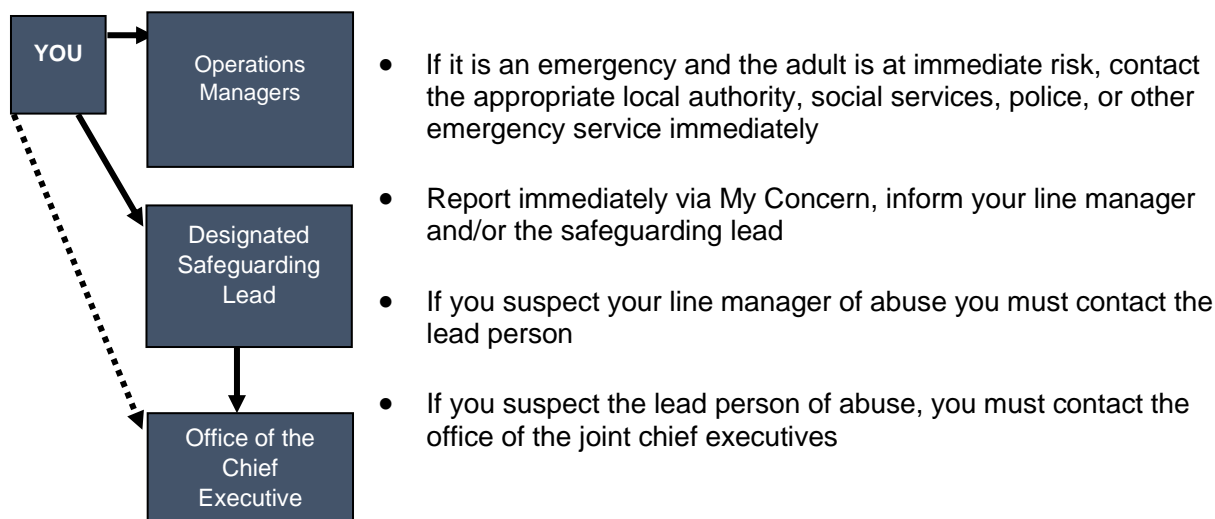 YOU
Operations
Managers
Designated
Safeguarding
Lead
Office of the
Chief
Executive
• If it is an emergency and the adult is at immediate risk, contact
the appropriate local authority, social services, police, or other
emergency service immediately
• Report immediately via My Concern, inform your line manager
and/or the safeguarding lead
• If you suspect your line manager of abuse you must contact the
lead person
• If you suspect the lead person of abuse, you must contact the
office of the joint chief executives